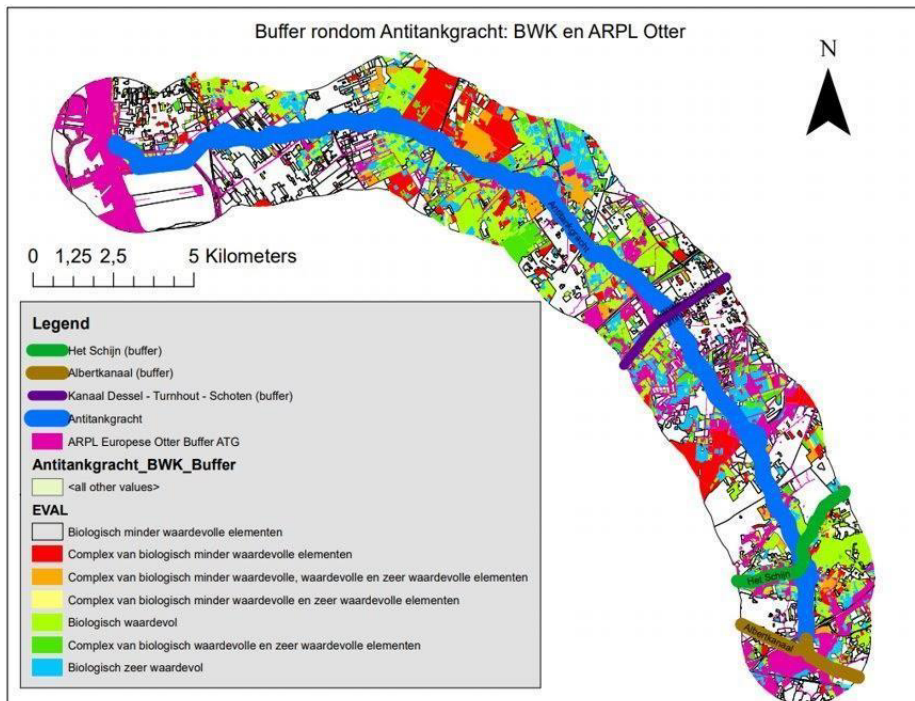 Buffer rondom Antitankgracht: BWK en ARPL Otter
N
0 1,25 2,5 5 Kilometers
Antitankgracht
Legend
Het Schijn (buffer)
Albertkanaal (buffer)
Kanaal Dessel - Turnhout - Schoten (buffer)
Antitankgracht
ARPL Europese Otter Buffer ATG
Antitankgracht_BWK_Buffer
<all other values>
EVAL
Biologisch minder waardevolle elementen
Complex van biologisch minder waardevolle elementen
Complex van biologisch minder waardevolle, waardevolle en zeer waardevolle elementen
Complex van biologisch minder waardevolle en zeer waardevolle elementen
Biologisch waardevol
Complex van biologisch waardevolle en zeer waardevolle elementen
Biologisch zeer waardevol
Het Schijn
Albertkanaal